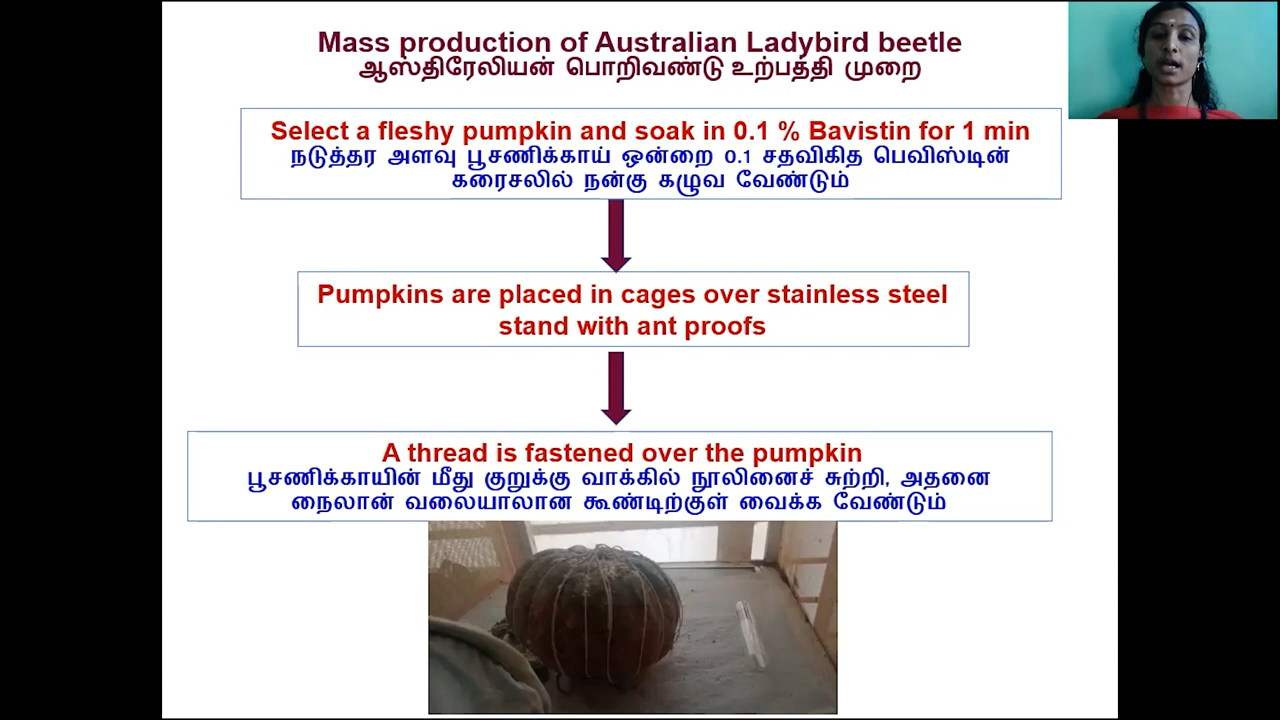 Mass production of Australian Ladybird beetle
ஆஸ்திரேலியன் பொறிவண்டு உற்பத்தி முறை
Select a fleshy pumpkin and soak in 0.1 % Bavistin for 1 min
நடுத்தர அளவு பூசணிக்காய் ஒன்றை 0.1 சதவிகித பெவிஸ்டின்
கரைசலில் நன்கு கழுவ வேண்டும்
Pumpkins are placed in cages over stainless steel
stand with ant proofs
A thread is fastened over the pumpkin
பூசணிக்காயின் மீது குறுக்கு வாக்கில் நூலினைச் சுற்றி, அதனை
நைலான் வலையாலான கூண்டிற்குள் வைக்க வேண்டும்